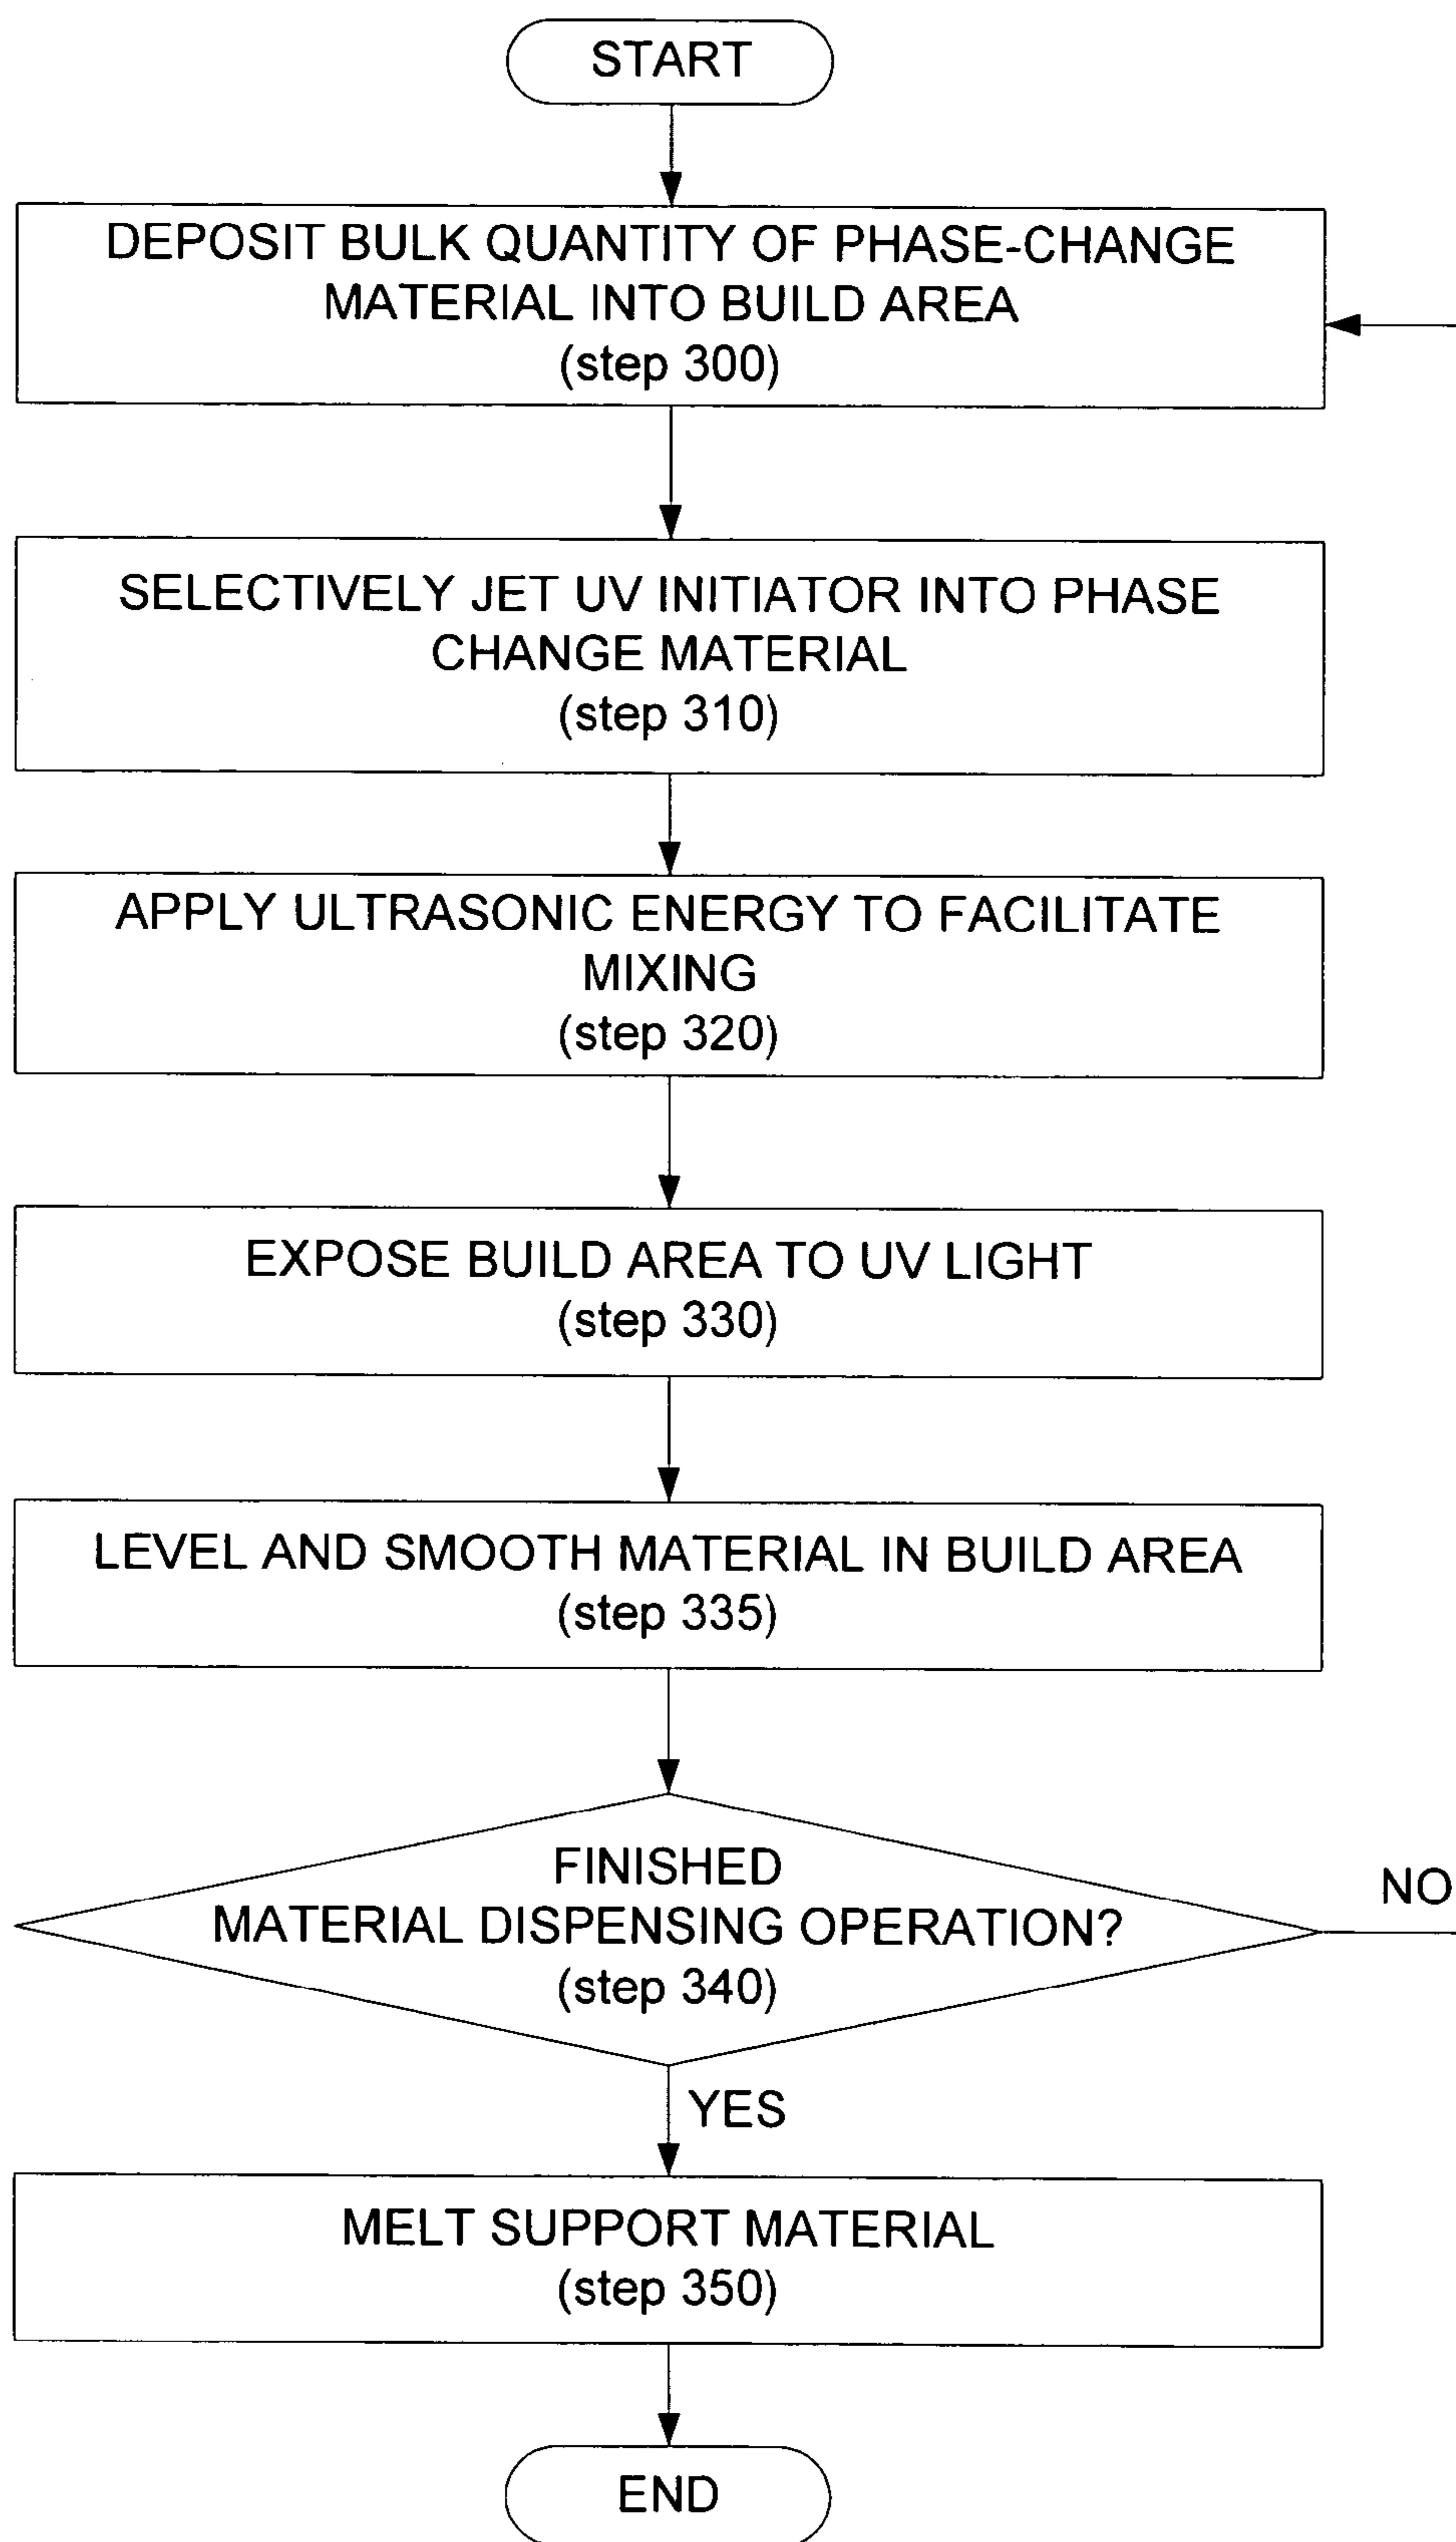 START
DEPOSIT BULK QUANTITY OF PHASE-CHANGE
MATERIAL INTO BUILD AREA
(step 300)
SELECTIVELY JET UV INITIATOR INTO PHASE
CHANGE MATERIAL
(step 310)
APPLY ULTRASONIC ENERGY TO FACILITATE
MIXING
(step 320)
EXPOSE BUILD AREA TO UV LIGHT
(step 330)
LEVEL AND SMOOTH MATERIAL IN BUILD AREA
(step 335)
FINISHED
MATERIAL DISPENSING OPERATION?
(step 340)
NO
YES
MELT SUPPORT MATERIAL
(step 350)
END